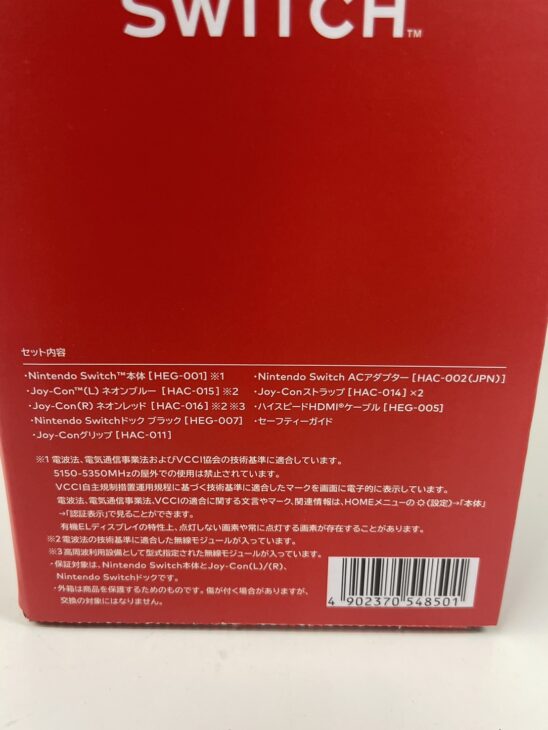 SWITCH™
セット内容
・Nintendo Switch™本体［HEG-001］※1
・Joy-Con™(L) ネオンブルー［HAC-015］※2
・Joy-Con(R) ネオンレッド［HAC-016］※2 ※3
・Nintendo Switchドック ブラック［HEG-007］
・Joy-Conグリップ［HAC-011］
・Nintendo Switch ACアダプター［HAC-002(JPN)］
・Joy-Conストラップ［HAC-014］×2
・ハイスピードHDMI®ケーブル［HEG-005］
・セーフティーガイド
※1 電波法、電気通信事業法およびVCCI協会の技術基準に適合しています。
5150-5350MHzの屋外での使用は禁止されています。
VCCI自主規制措置運用規程に基づく技術基準に適合したマークを画面に電子的に表示しています。
電波法、電気通信事業法、VCCIの適合に関する文言やマーク、関連情報は、HOMEメニューの(設定)→「本体」
→「認証表示」で見ることができます。
有機ELディスプレイの特性上、点灯しない画素や常に点灯する画素が存在することがあります。
※2 電波法の技術基準に適合した無線モジュールが入っています。
※3 高周波利用設備として型式指定された無線モジュールが入っています。
・保証対象は、Nintendo Switch本体とJoy-Con(L)/(R)、
Nintendo Switchドックです。
・外箱は商品を保護するためのものです。傷が付く場合がありますが、
交換の対象にはなりません。
4 902370 548501